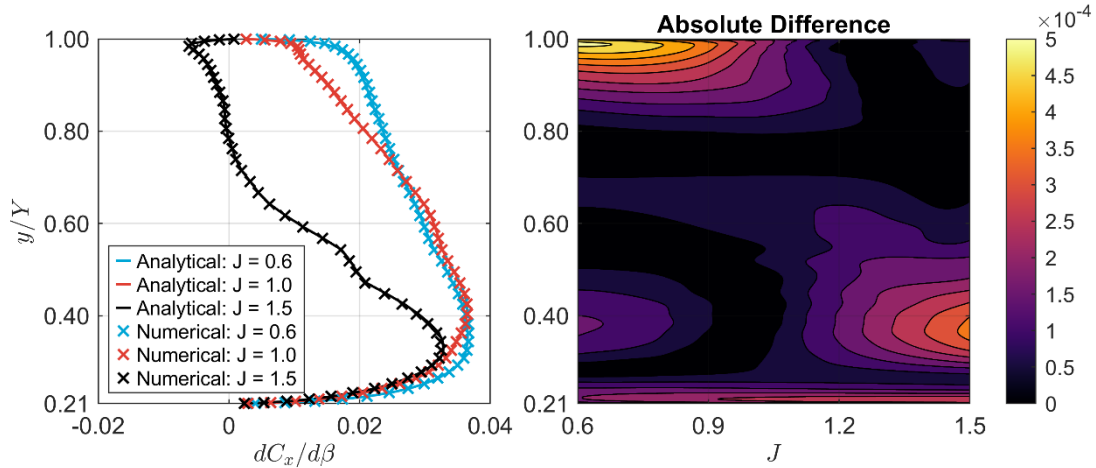 1.00
0.80
0.60
0.40
0.21
y/Y
Analytical: J = 0.6
Analytical: J = 1.0
Analytical: J = 1.5
Numerical: J = 0.6
Numerical: J = 1.0
Numerical: J = 1.5
-0.02 0 0.02 0.04
dC_x/dβ
Absolute Difference
1.00
0.80
0.60
0.40
0.21
0.6 0.9 1.2 1.5
J
×10⁻⁴
5
4.5
4
3.5
3
2.5
2
1.5
1
0.5
0